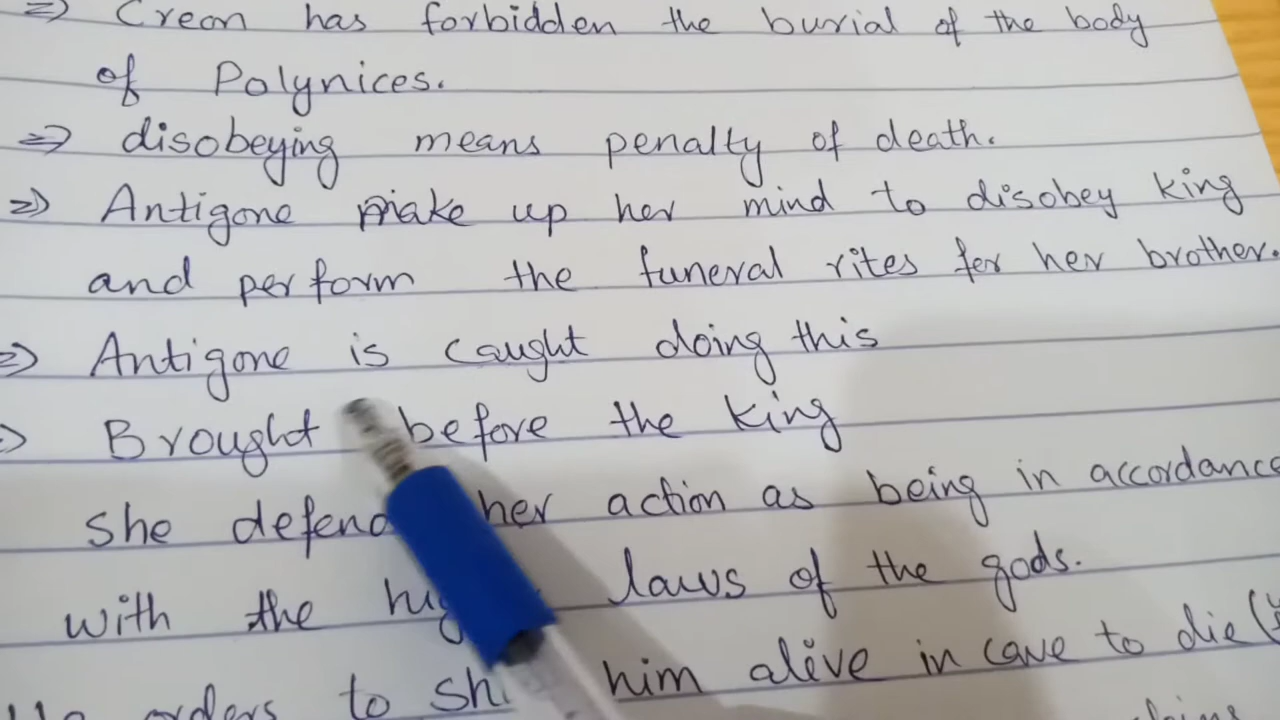 => Creon has forbidden the burial of the body
of Polynices.
=> disobeying means penalty of death.
=> Antigone make up her mind to disobey king
and perform the funeral rites for her brother.
=> Antigone is caught doing this
=> Brought before the king
she defend her action as being in accordance
with the laws of the gods.
orders to him alive in cave to die